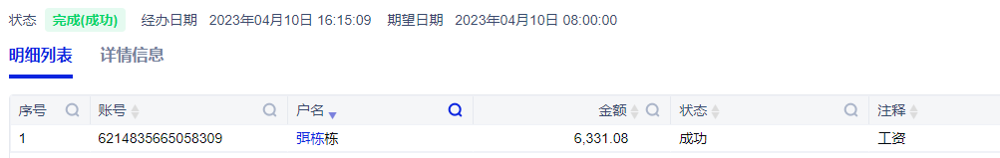 状态 完成(成功) 经办日期 2023年04月10日 16:15:09 期望日期 2023年04月10日 08:00:00
明细列表 详情信息
序号 账号 户名 金额 状态 注释
1 6214835665058309 弭栋栋 6,331.08 成功 工资